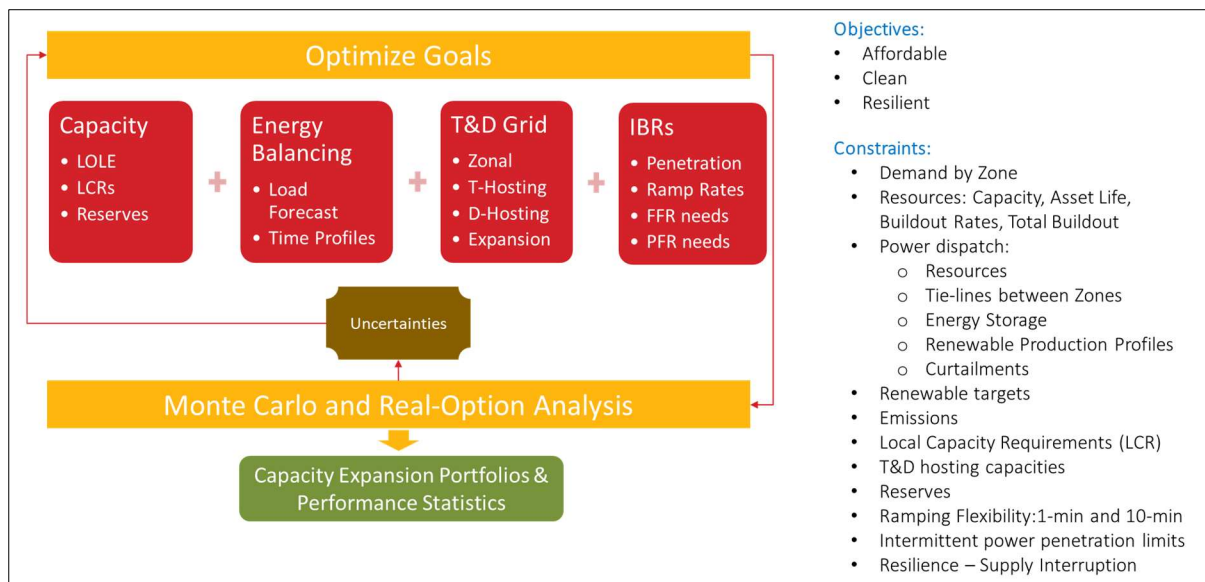 Optimize Goals
Capacity
• LOLE
• LCRs
• Reserves
Energy
Balancing
• Load
Forecast
• Time Profiles
T&D Grid
• Zonal
• T-Hosting
• D-Hosting
• Expansion
IBRs
• Penetration
• Ramp Rates
• FFR needs
• PFR needs
Uncertainties
Monte Carlo and Real-Option Analysis
Capacity Expansion Portfolios &
Performance Statistics
Objectives:
• Affordable
• Clean
• Resilient
Constraints:
• Demand by Zone
• Resources: Capacity, Asset Life,
Buildout Rates, Total Buildout
• Power dispatch:
o Resources
o Tie-lines between Zones
o Energy Storage
o Renewable Production Profiles
o Curtailments
• Renewable targets
• Emissions
• Local Capacity Requirements (LCR)
• T&D hosting capacities
• Reserves
• Ramping Flexibility:1-min and 10-min
• Intermittent power penetration limits
• Resilience – Supply Interruption